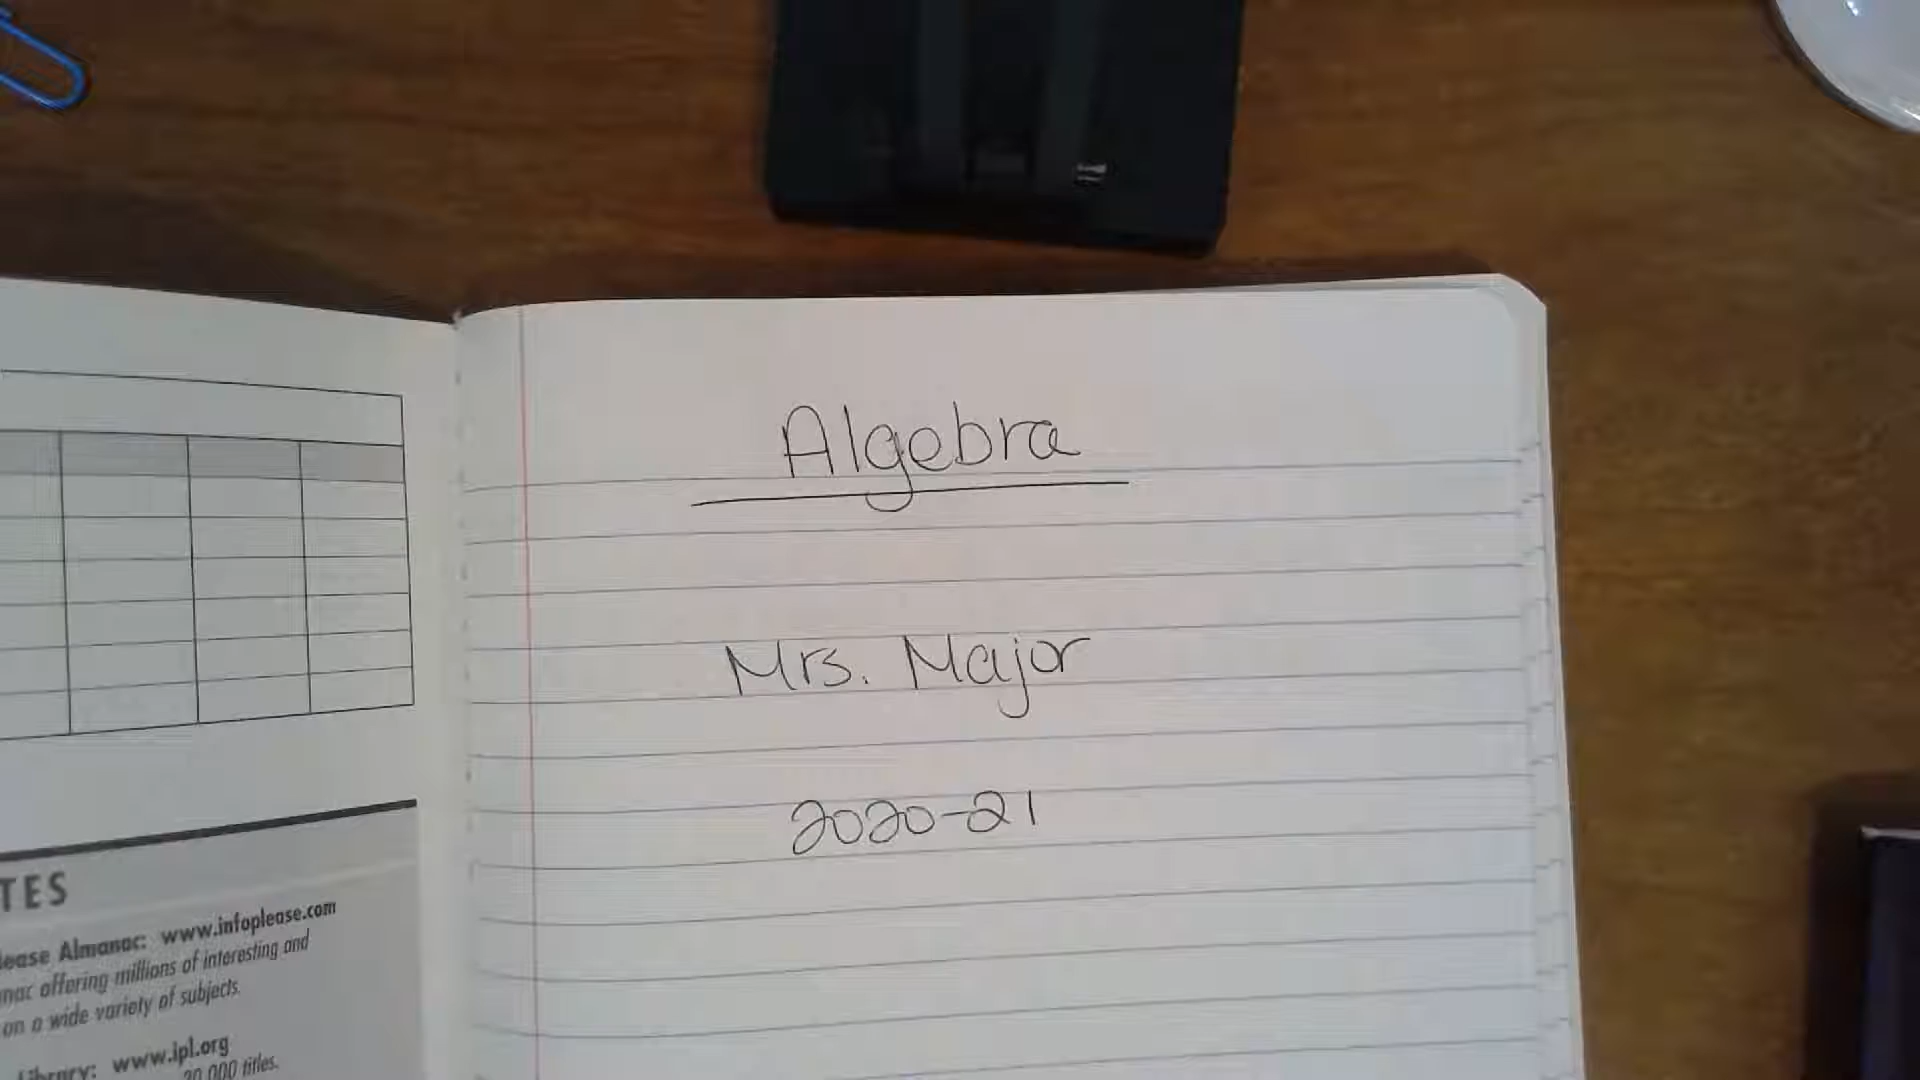 TES
lease Almanac: www.infoplease.com
offering millions of interesting and
on a wide variety of subjects.
Library: www.ipl.org
titles.
Algebra
Mrs. Major
2020-21